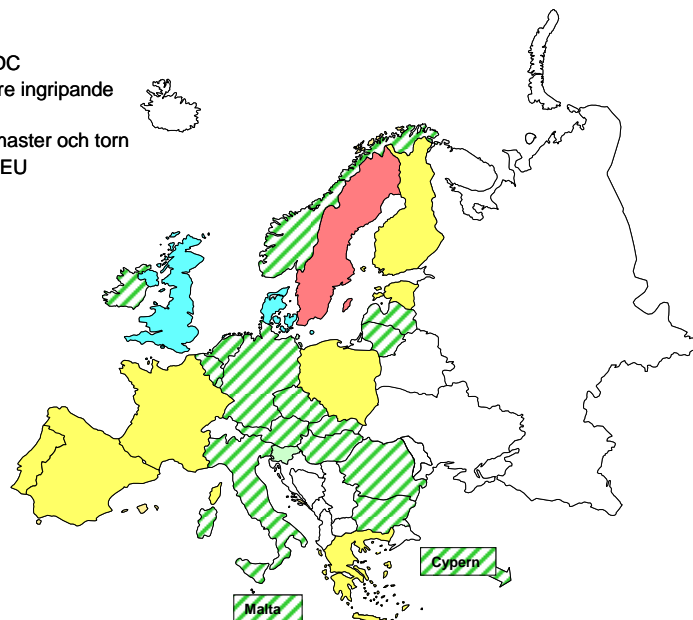 DC
re ingripande
master och torn
EU
Cypern
Malta